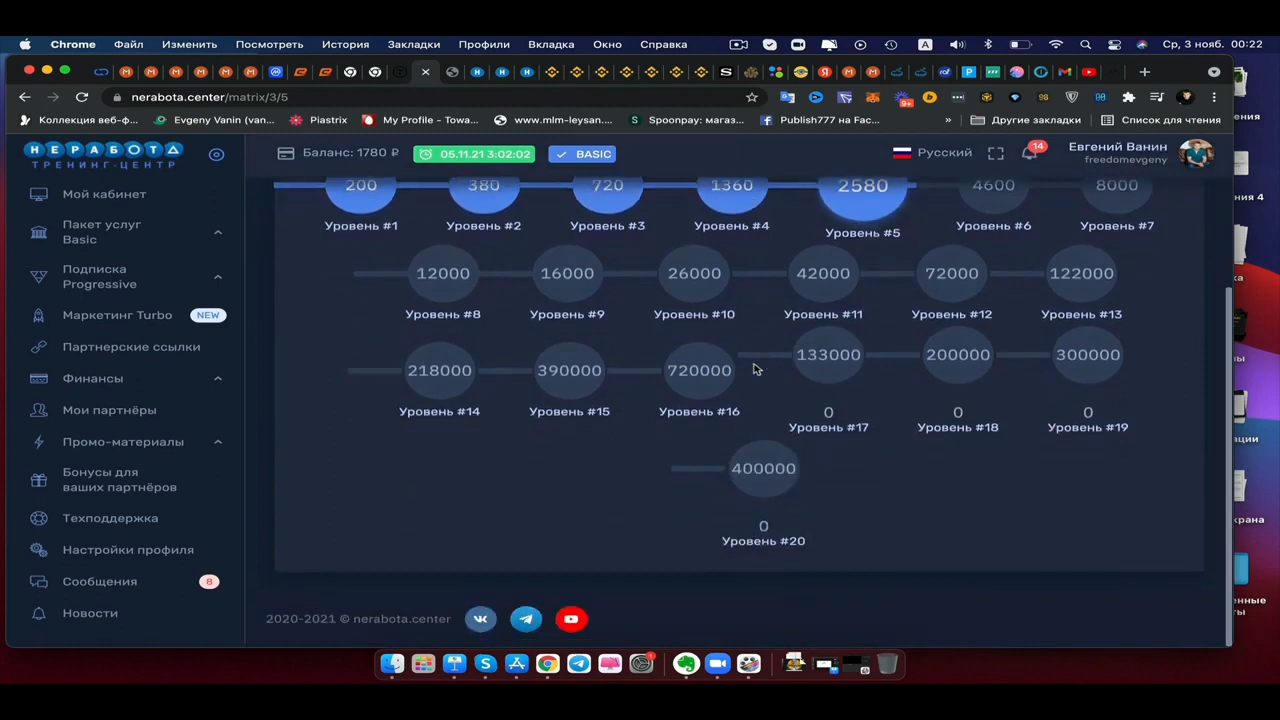 Chrome Файл Изменить Посмотреть История Закладки Профили Вкладка Окно Справка
A
Ср, 3 нояб. 00:22
nerabota.center/matrix/3/5
Коллекция веб-ф...
Evgeny Vanin (van...
Piastrix
My Profile - Towa...
www.mlm-leysan...
Spoonpay: магаз...
Publish777 на Fac...
»
Другие закладки
Список для чтения
НЕРАБОТА
ТРЕНИНГ-ЦЕНТР
Баланс: 1780 ₽
05.11.21 3:02:02
BASIC
Русский
14
Евгений Ванин
freedomevgeny
Мой кабинет
Пакет услуг
Basic
Подписка
Progressive
Маркетинг Turbo NEW
Партнерские ссылки
Финансы
Мои партнёры
Промо-материалы
Бонусы для
ваших партнёров
Техподдержка
Настройки профиля
Сообщения 8
Новости
200 380 720 1360 2580 4600 8000
Уровень #1 Уровень #2 Уровень #3 Уровень #4 Уровень #5 Уровень #6 Уровень #7
12000 16000 26000 42000 72000 122000
Уровень #8 Уровень #9 Уровень #10 Уровень #11 Уровень #12 Уровень #13
218000 390000 720000 133000 200000 300000
0 0 0
Уровень #14 Уровень #15 Уровень #16 Уровень #17 Уровень #18 Уровень #19
400000
0
Уровень #20
2020-2021 © nerabota.center